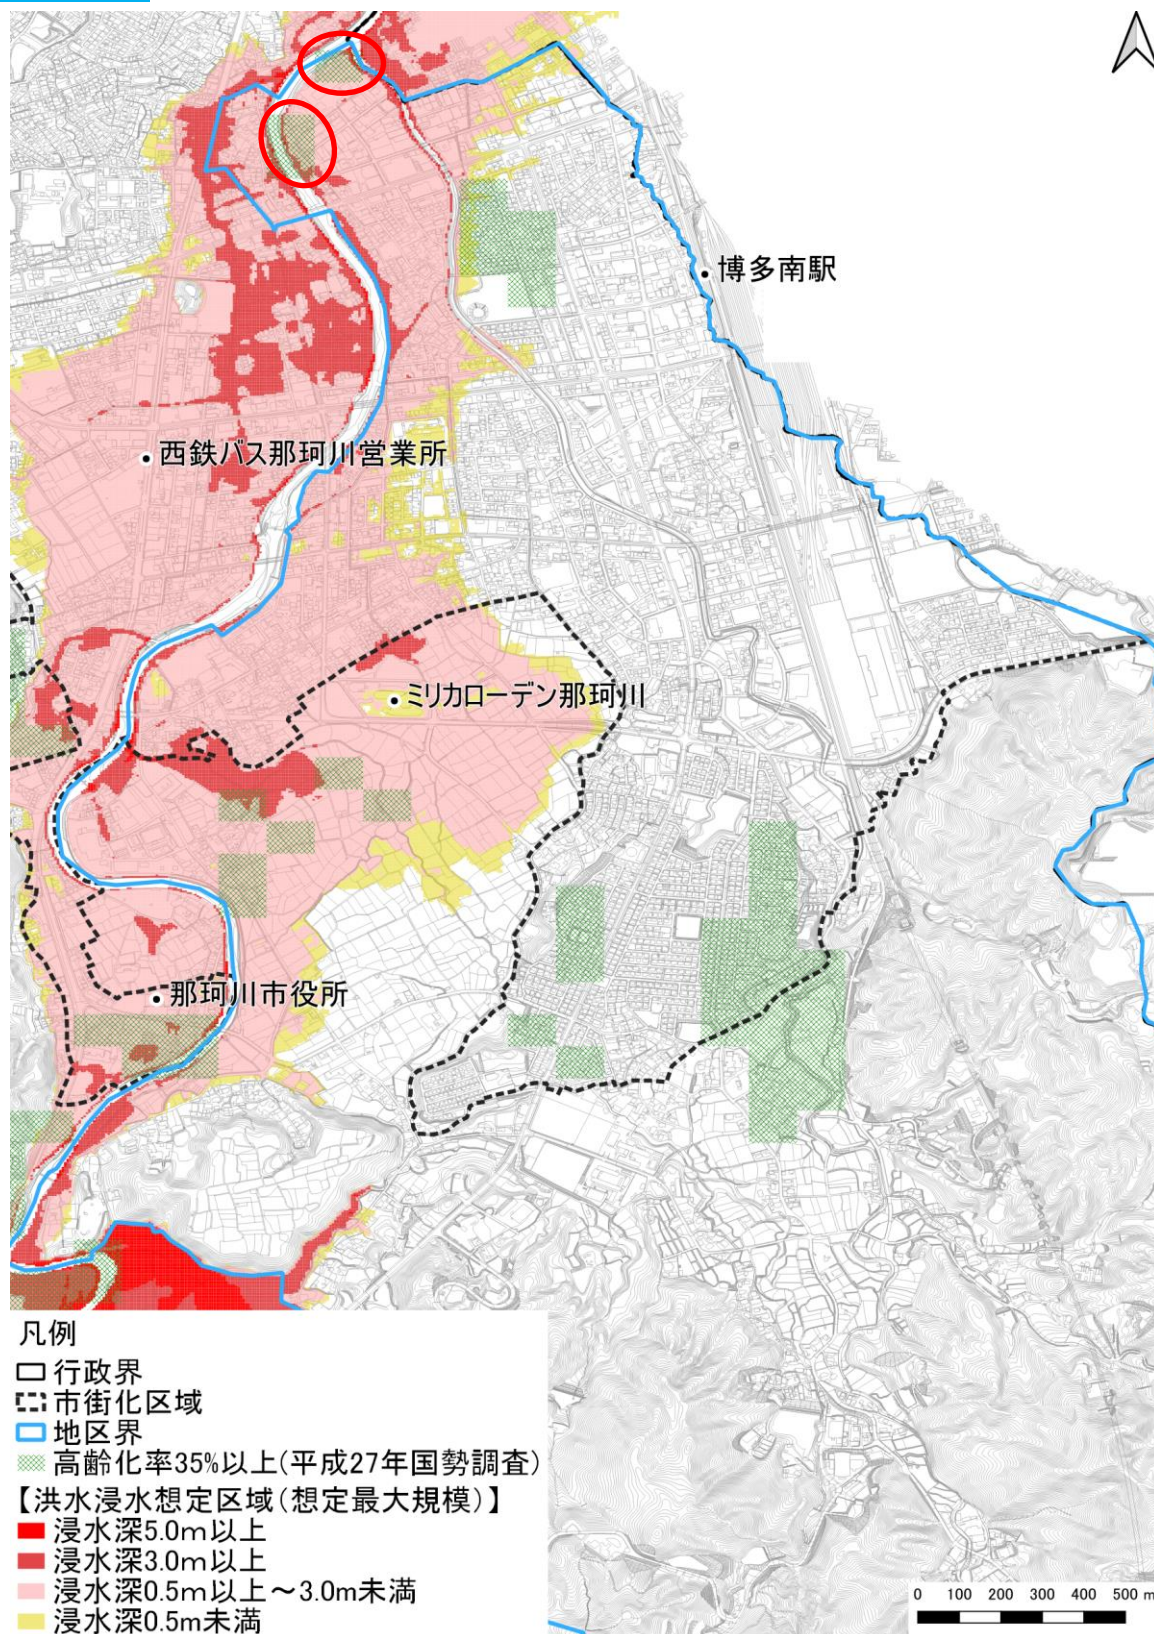 博多南駅
西鉄バス那珂川営業所
ミリカローデン那珂川
那珂川市役所
凡例
行政界
市街化区域
地区界
高齢化率35%以上(平成27年国勢調査)
【洪水浸水想定区域(想定最大規模)】
浸水深5.0m以上
浸水深3.0m以上
浸水深0.5m以上～3.0m未満
浸水深0.5m未満
0 100 200 300 400 500 m